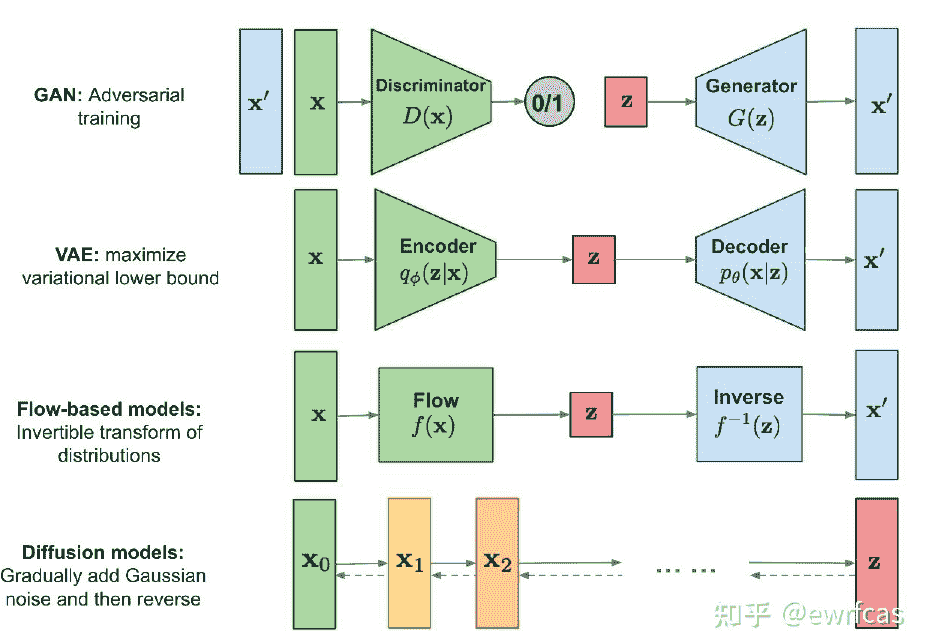 GAN: Adversarial
training
x′
x
Discriminator
D(x)
0/1
z
Generator
G(z)
x′
VAE: maximize
variational lower bound
x
Encoder
qϕ(z|x)
z
Decoder
pθ(x|z)
x′
Flow-based models:
Invertible transform of
distributions
x
Flow
f(x)
z
Inverse
f⁻¹(z)
x′
Diffusion models:
Gradually add Gaussian
noise and then reverse
x₀
x₁
x₂
... ...
z
知乎 @ewrfcas